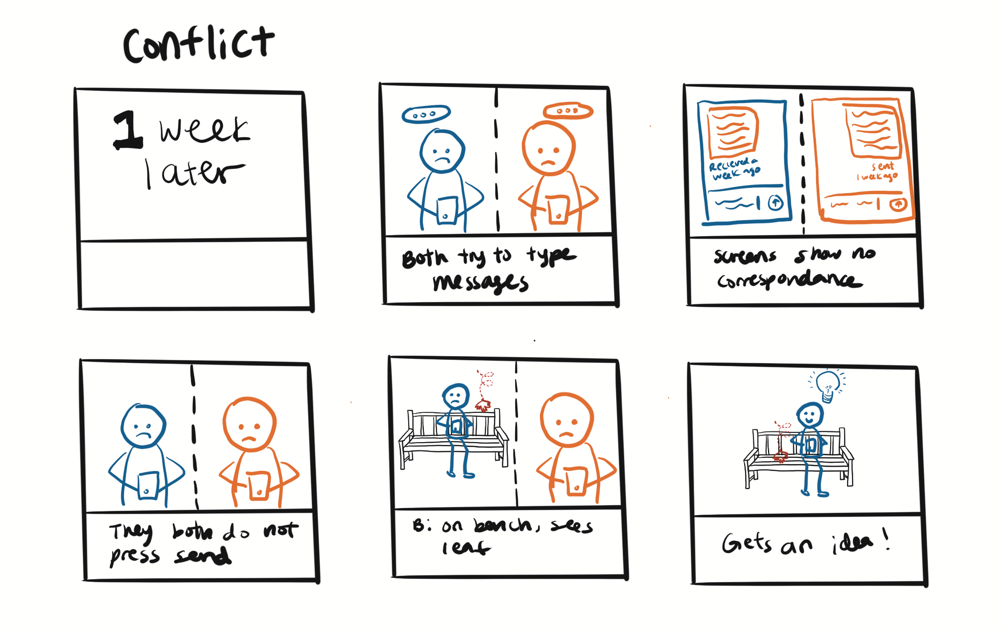 Conflict
1 week
later
Both try to type
messages
Recieved a
week ago
sent
1 week ago
screens show no
correspondance
They both do not
press send
B: on bench, sees
leaf
Gets an idea!